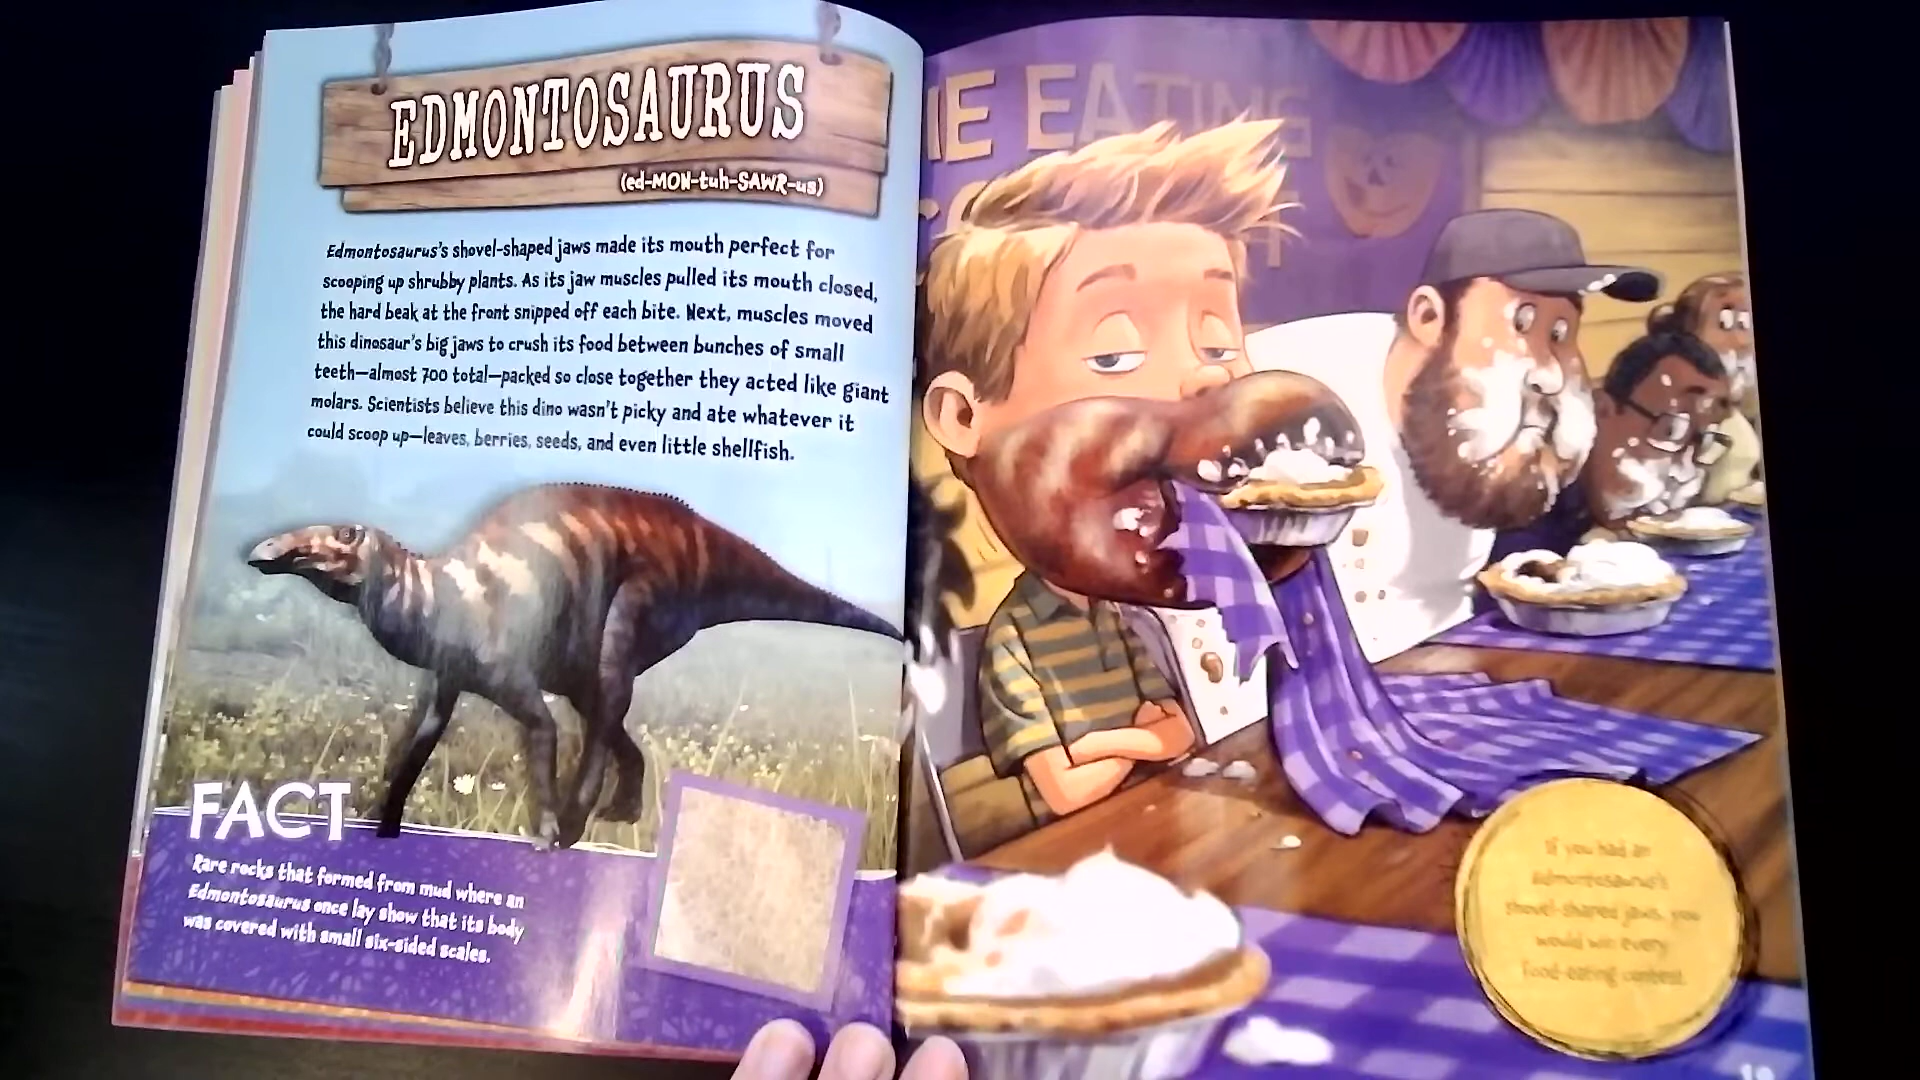 EDMONTOSAURUS
(ed-MON-tuh-SAWR-us)
Edmontosaurus's shovel-shaped jaws made its mouth perfect for
scooping up shrubby plants. As its jaw muscles pulled its mouth closed,
the hard beak at the front snipped off each bite. Next, muscles moved
this dinosaur's big jaws to crush its food between bunches of small
teeth—almost 700 total—packed so close together they acted like giant
molars. Scientists believe this dino wasn't picky and ate whatever it
could scoop up—leaves, berries, seeds, and even little shellfish.
FACT
Rare rocks that formed from mud where an
Edmontosaurus once lay show that its body
was covered with small six-sided scales.
IE EATING
If you had an
Edmontosaurus's
shovel-shaped jaws, you
would win every
food-eating contest.